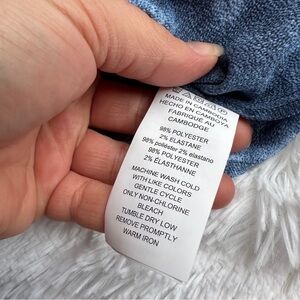 MADE IN CAMBODIA
HECHO EN CAMBOYA
FABRIQUÉ AU
CAMBODGE
98% POLYESTER
2% ELASTANE
98% poliéster 2% elastano
98% POLYESTER
2% ÉLASTHANNE
MACHINE WASH COLD
WITH LIKE COLORS
GENTLE CYCLE
ONLY NON-CHLORINE
BLEACH
TUMBLE DRY LOW
REMOVE PROMPTLY
WARM IRON